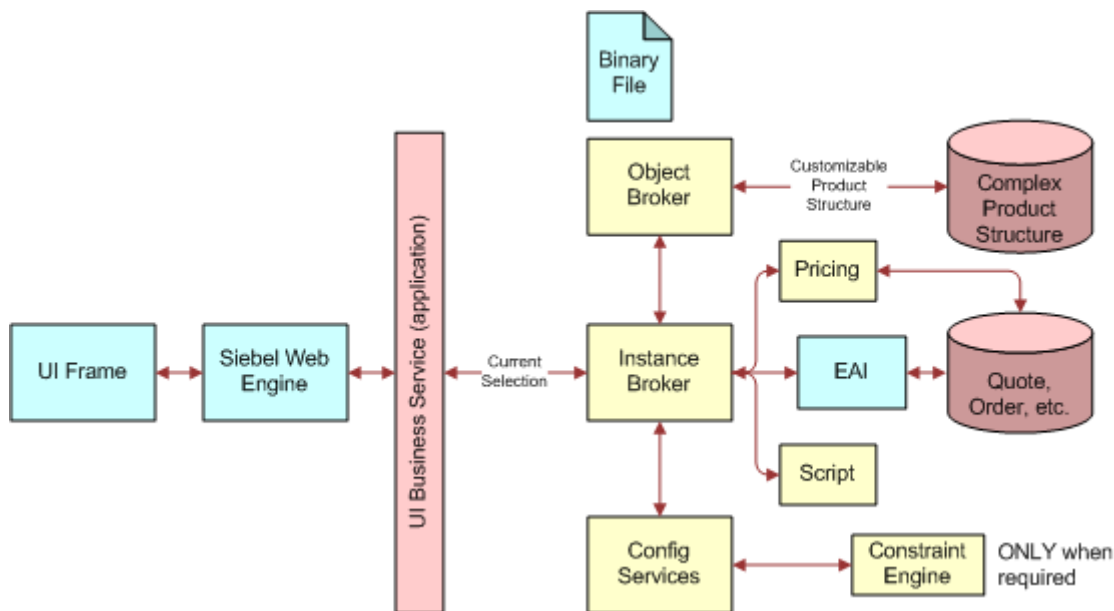 Binary
File
Object
Broker
Customizable
Product
Structure
Complex
Product
Structure
Pricing
UI Frame
Siebel Web
Engine
UI Business Service (application)
Current
Selection
Instance
Broker
EAI
Quote,
Order, etc.
Script
Config
Services
Constraint
Engine
ONLY when
required